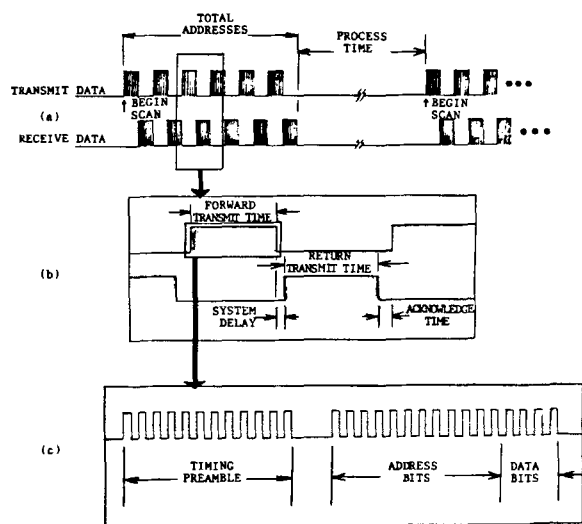 TOTAL
ADDRESSES
PROCESS
TIME
TRANSMIT DATA
BEGIN
SCAN
BEGIN
SCAN
(a)
RECEIVE DATA
FORWARD
TRANSMIT TIME
(b)
RETURN
TRANSMIT TIME
SYSTEM
DELAY
ACKNOWLEDGE
TIME
(c)
TIMING
PREAMBLE
ADDRESS
BITS
DATA
BITS